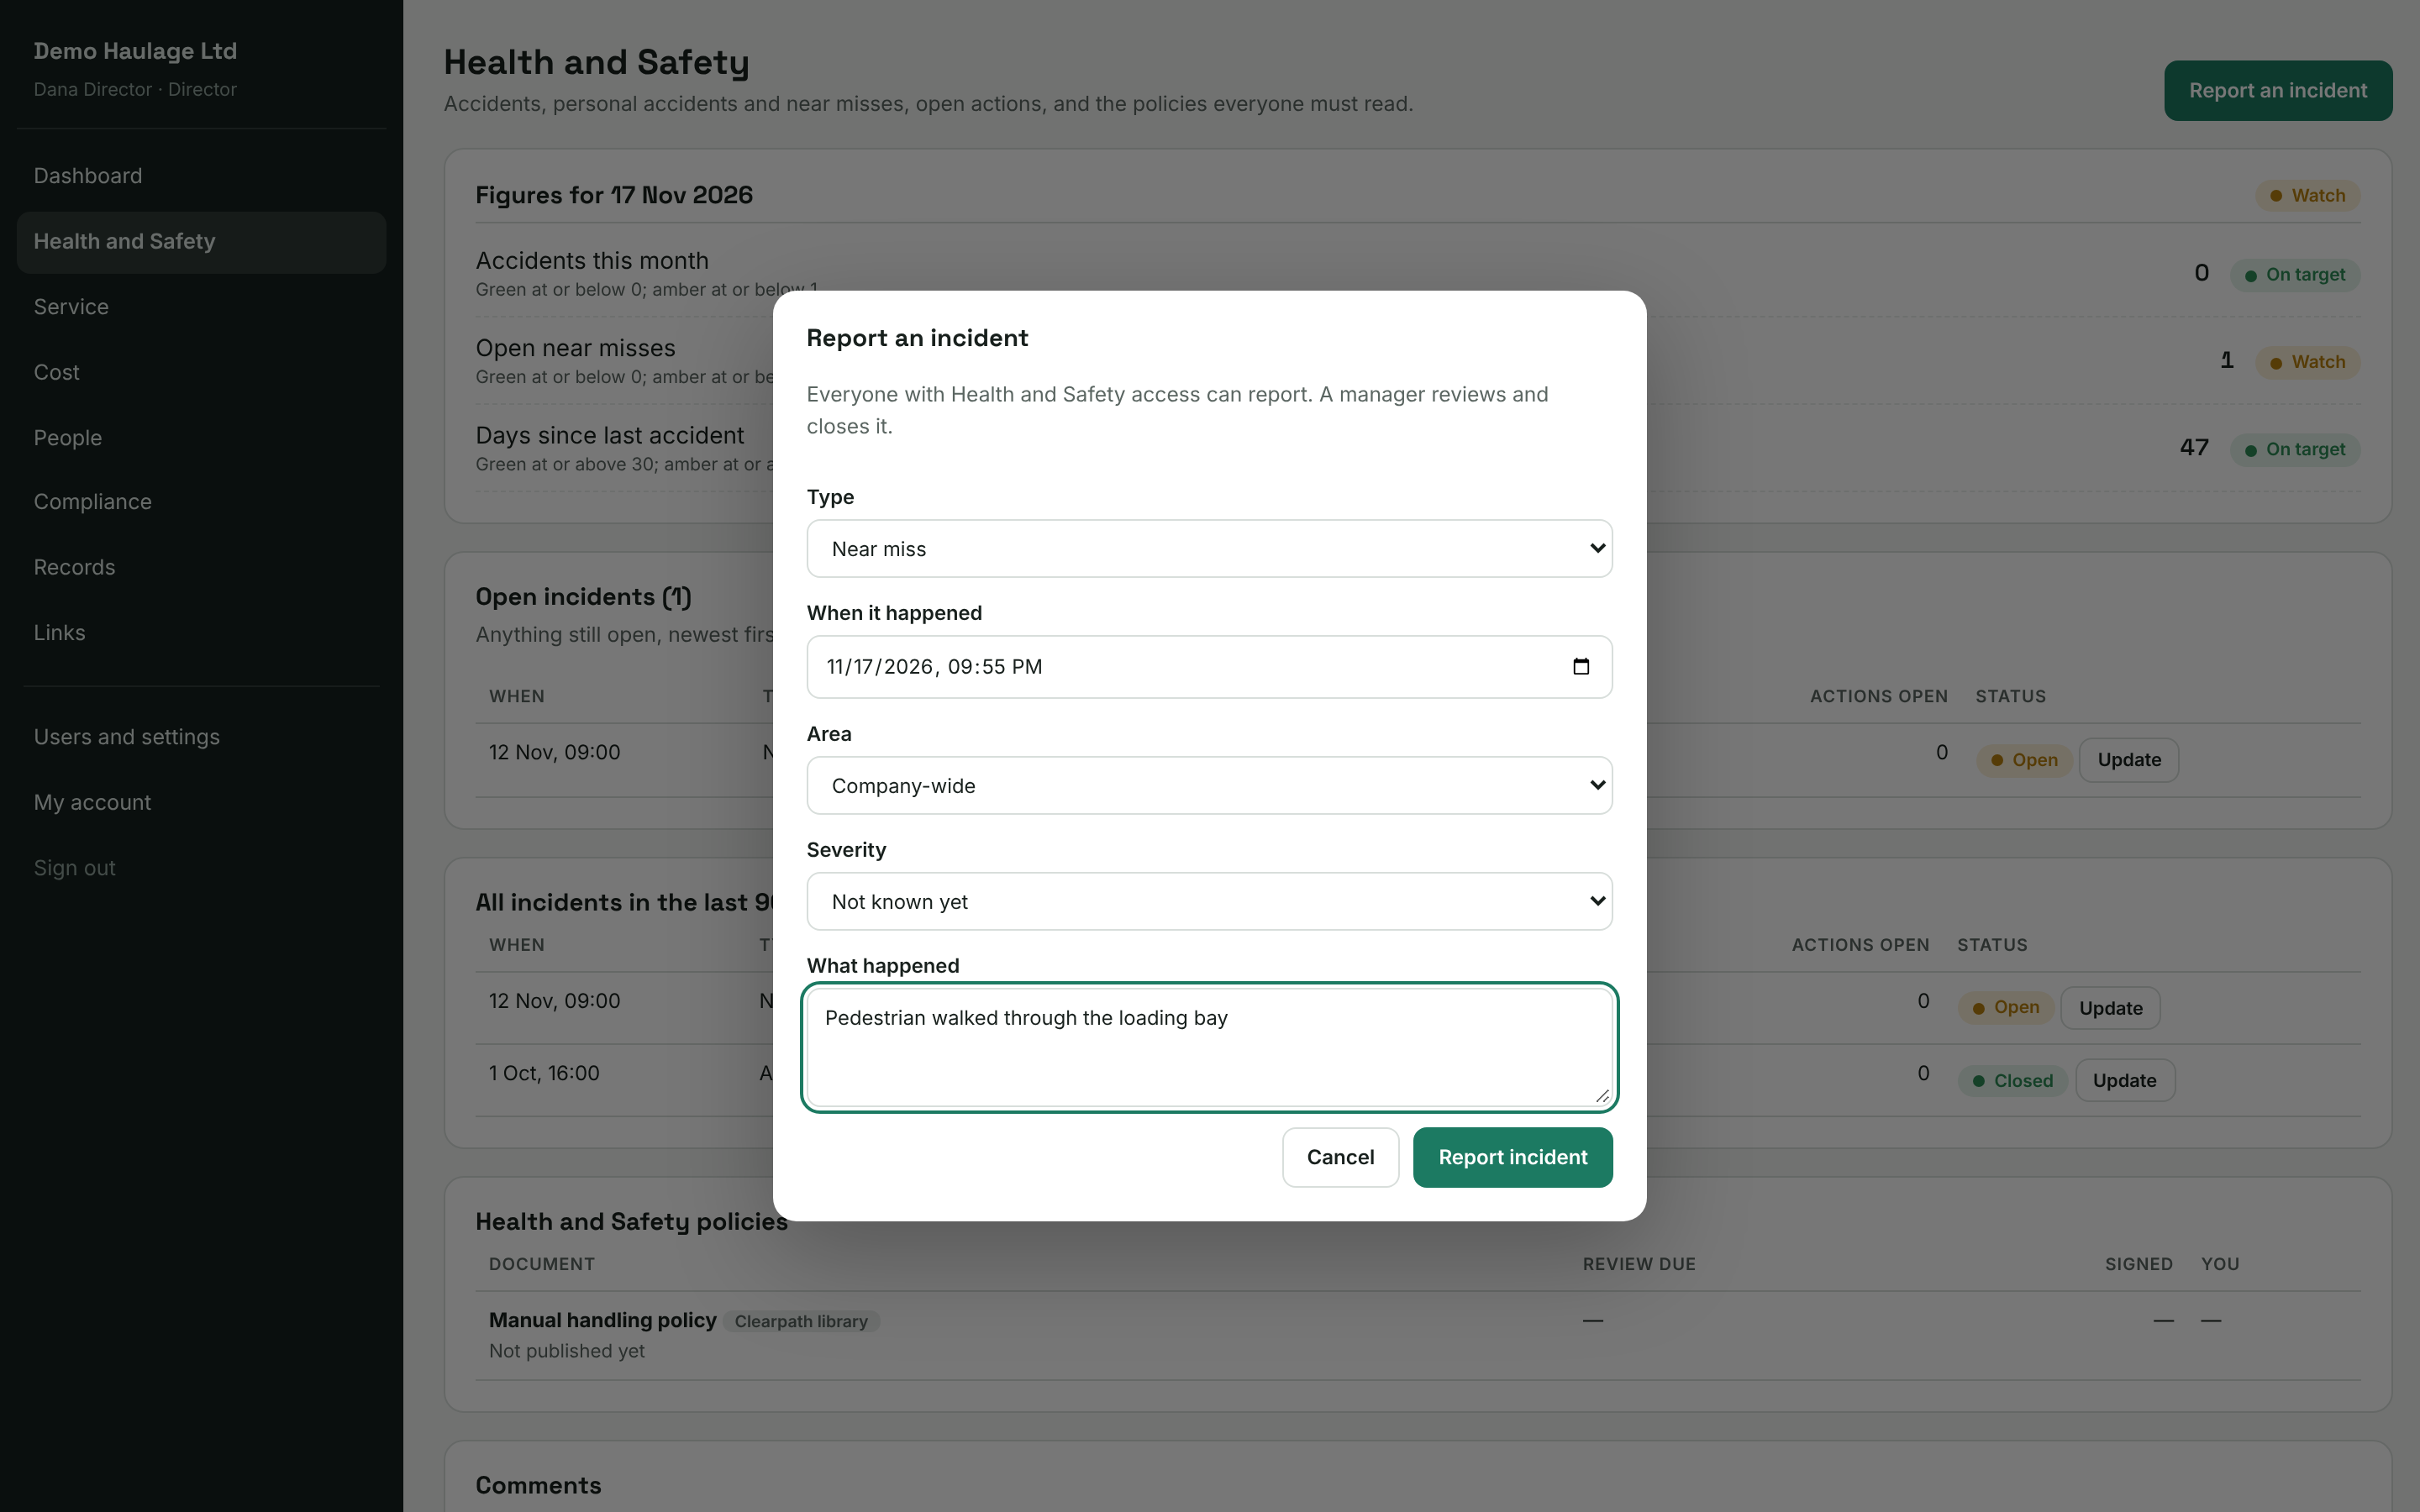 Demo Haulage Ltd
Dana Director · Director
Dashboard
Health and Safety
Service
Cost
People
Compliance
Records
Links
Users and settings
My account
Sign out
Health and Safety
Accidents, personal accidents and near misses, open actions, and the policies everyone must read.
Report an incident
Figures for 17 Nov 2026
Watch
Accidents this month
Green at or below 0; amber at or below 1
0
On target
Open near misses
Green at or below 0; amber at or be
1
Watch
Days since last accident
Green at or above 30; amber at or a
47
On target
Open incidents (1)
Anything still open, newest firs
WHEN
ACTIONS OPEN
STATUS
12 Nov, 09:00
0
Open
Update
All incidents in the last 9
WHEN
ACTIONS OPEN
STATUS
12 Nov, 09:00
0
Open
Update
1 Oct, 16:00
0
Closed
Update
Health and Safety policies
DOCUMENT
REVIEW DUE
SIGNED
YOU
Manual handling policy
Clearpath library
— — —
Not published yet
Comments
Report an incident
Everyone with Health and Safety access can report. A manager reviews and
closes it.
Type
Near miss
When it happened
11/17/2026, 09:55 PM
Area
Company-wide
Severity
Not known yet
What happened
Pedestrian walked through the loading bay
Cancel
Report incident